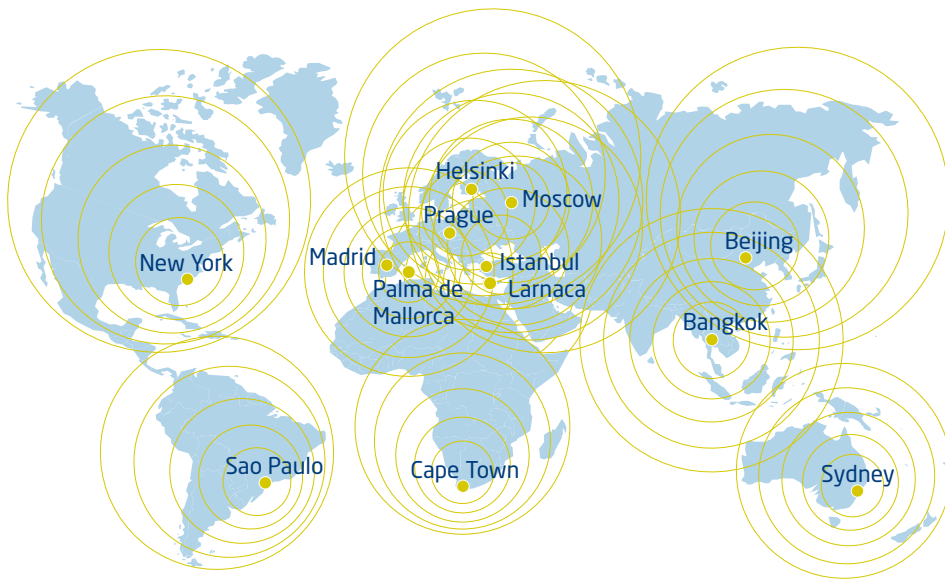 Helsinki
Moscow
Prague
New York
Madrid
Istanbul
Palma de
Mallorca
Larnaca
Beijing
Bangkok
Sao Paulo
Cape Town
Sydney